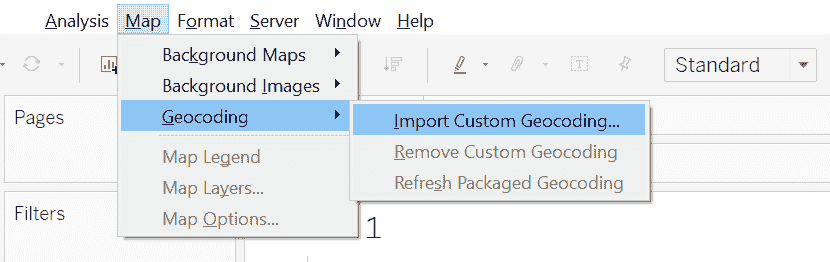 Analysis Map Format Server Window Help
Background Maps
Standard
Background Images
Pages
Geocoding
Import Custom Geocoding...
Map Legend
Remove Custom Geocoding
Map Layers...
Refresh Packaged Geocoding
Filters
Map Options...
1